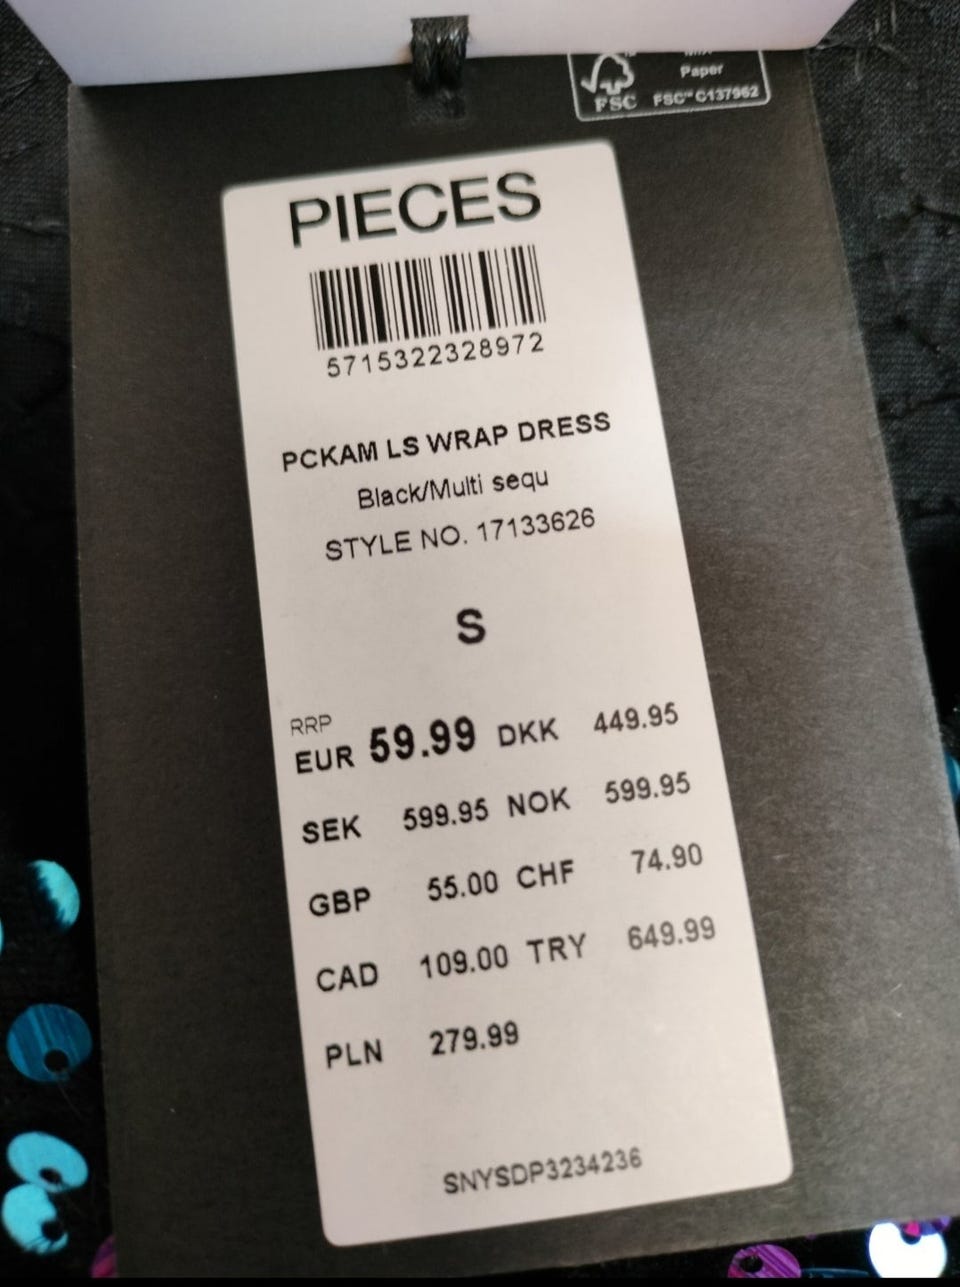 Paper
FSC FSC™ C137962
PIECES
5715322328972
PCKAM LS WRAP DRESS
Black/Multi sequ
STYLE NO. 17133626
S
RRP
EUR 59.99 DKK 449.95
SEK 599.95 NOK 599.95
GBP 55.00 CHF 74.90
CAD 109.00 TRY 649.99
PLN 279.99
SNYSDP3234236